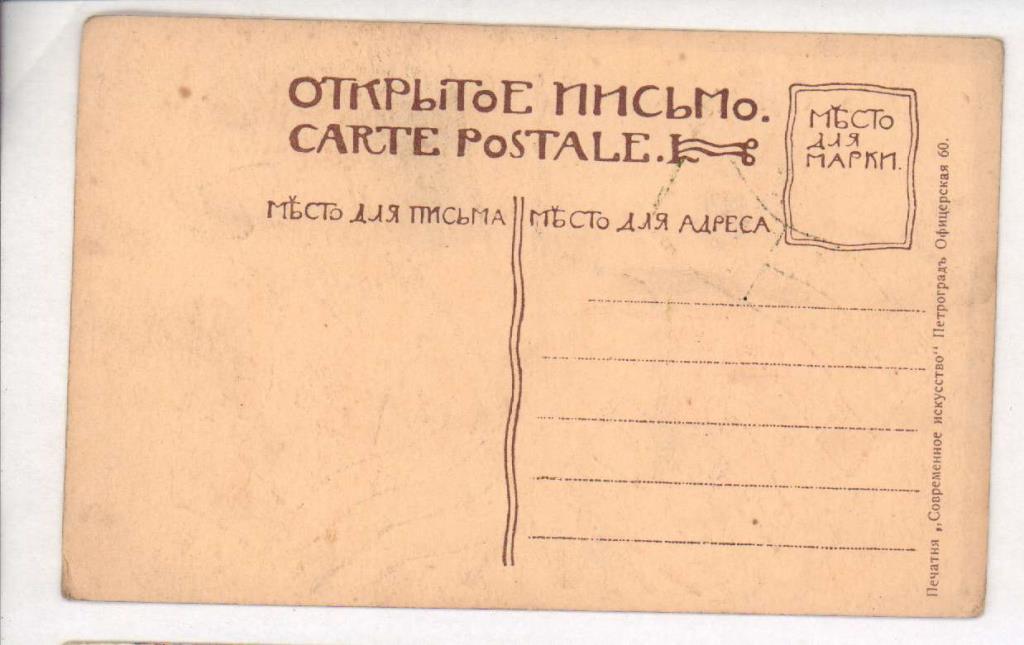 ОТКРЫТОЕ ПИСЬМО.
CARTE POSTALE.
МѢСТО
ДЛЯ
МАРКИ.
МѢСТО ДЛЯ ПИСЬМА
МѢСТО ДЛЯ АДРЕСА
Печатня „Современное искусство" Петроградъ Офицерская 60.